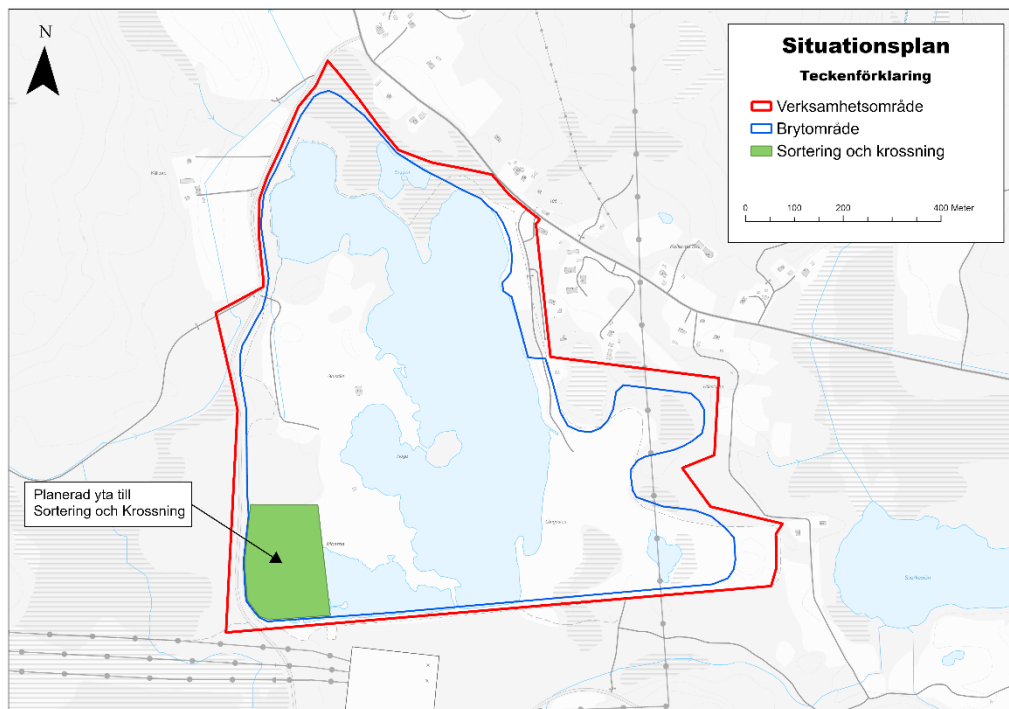 N
Situationsplan
Teckenförklaring
Verksamhetsområde
Brytområde
Sortering och krossning
0 100 200 400 Meter
Planerad yta till
Sortering och Krossning